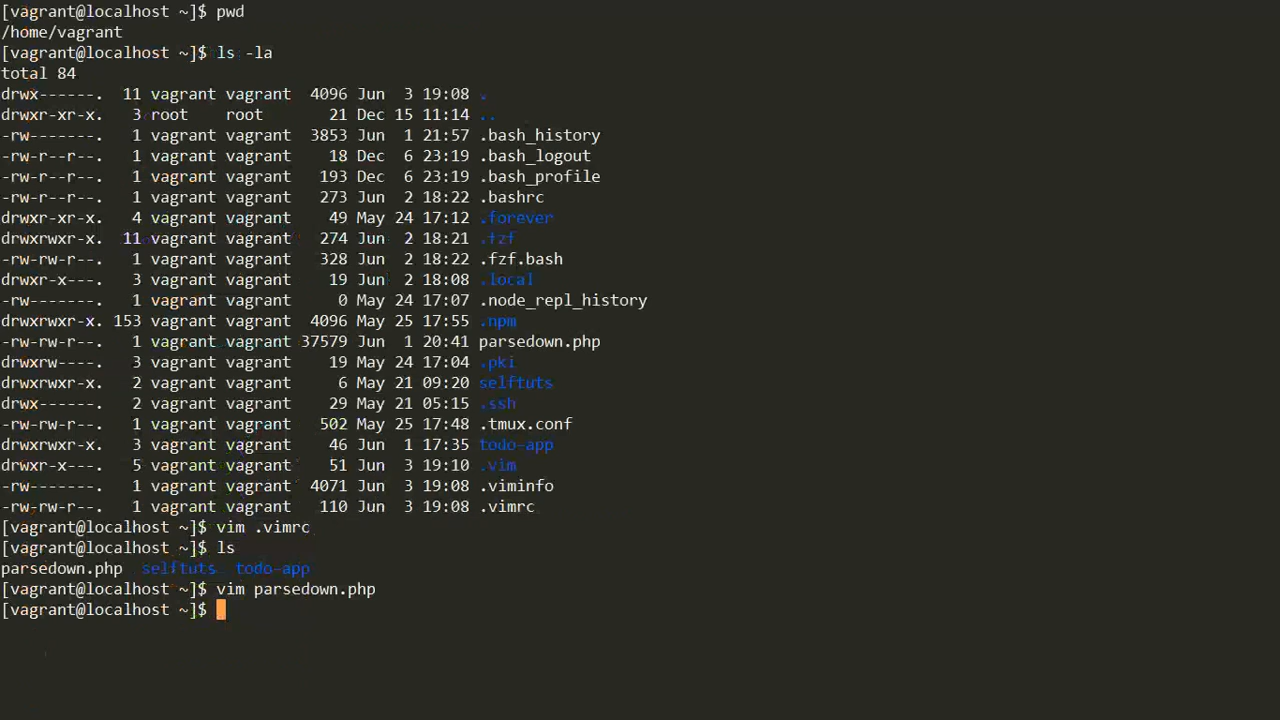 [vagrant@localhost ~]$ pwd
/home/vagrant
[vagrant@localhost ~]$ ls -la
total 84
drwx------. 11 vagrant vagrant 4096 Jun 3 19:08 .
drwxr-xr-x. 3 root root 21 Dec 15 11:14 ..
-rw-------. 1 vagrant vagrant 3853 Jun 1 21:57 .bash_history
-rw-r--r--. 1 vagrant vagrant 18 Dec 6 23:19 .bash_logout
-rw-r--r--. 1 vagrant vagrant 193 Dec 6 23:19 .bash_profile
-rw-r--r--. 1 vagrant vagrant 273 Jun 2 18:22 .bashrc
drwxr-xr-x. 4 vagrant vagrant 49 May 24 17:12 .forever
drwxrwxr-x. 11 vagrant vagrant 274 Jun 2 18:21 .fzf
-rw-rw-r--. 1 vagrant vagrant 328 Jun 2 18:22 .fzf.bash
drwxr-x---. 3 vagrant vagrant 19 Jun 2 18:08 .local
-rw-------. 1 vagrant vagrant 0 May 24 17:07 .node_repl_history
drwxrwxr-x. 153 vagrant vagrant 4096 May 25 17:55 .npm
-rw-rw-r--. 1 vagrant vagrant 37579 Jun 1 20:41 parsedown.php
drwxrw----. 3 vagrant vagrant 19 May 24 17:04 .pki
drwxrwxr-x. 2 vagrant vagrant 6 May 21 09:20 selftuts
drwx------. 2 vagrant vagrant 29 May 21 05:15 .ssh
-rw-rw-r--. 1 vagrant vagrant 502 May 25 17:48 .tmux.conf
drwxrwxr-x. 3 vagrant vagrant 46 Jun 1 17:35 todo-app
drwxr-x---. 5 vagrant vagrant 51 Jun 3 19:10 .vim
-rw-------. 1 vagrant vagrant 4071 Jun 3 19:08 .viminfo
-rw-rw-r--. 1 vagrant vagrant 110 Jun 3 19:08 .vimrc
[vagrant@localhost ~]$ vim .vimrc
[vagrant@localhost ~]$ ls
parsedown.php selftuts todo-app
[vagrant@localhost ~]$ vim parsedown.php
[vagrant@localhost ~]$